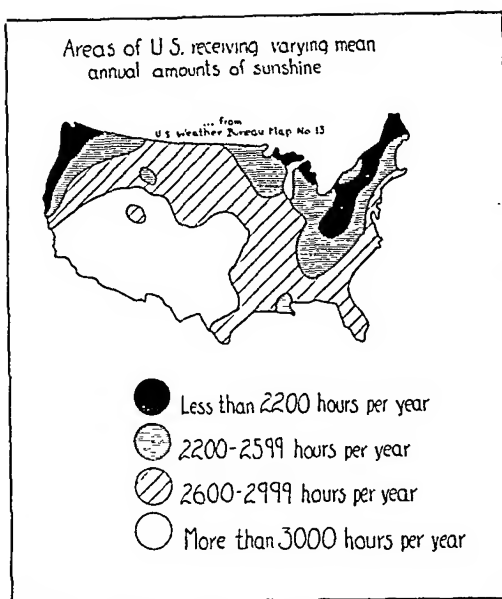 Areas of U.S. receiving varying mean
annual amounts of sunshine
... from
U.S Weather Bureau Map No 13
Less than 2200 hours per year
2200-2599 hours per year
2600-2999 hours per year
More than 3000 hours per year